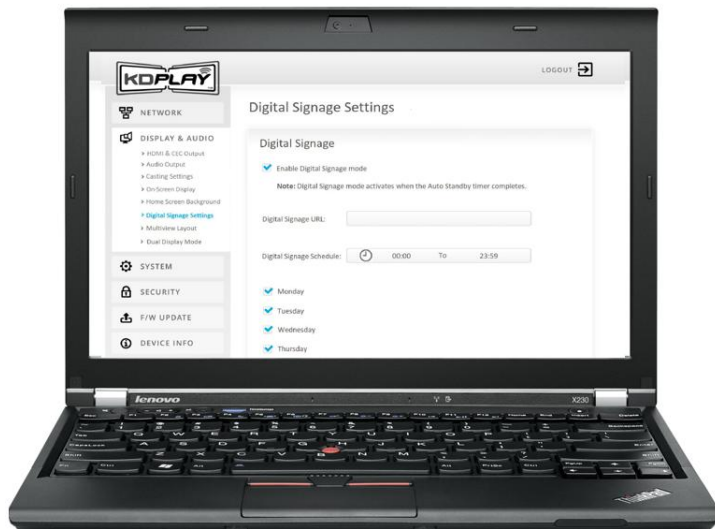 KDPLAY
LOGOUT
NETWORK
DISPLAY & AUDIO
> HDMI & CEC Output
> Audio Output
> Casting Settings
> On-Screen Display
> Home Screen Background
> Digital Signage Settings
> Multiview Layout
> Dual Display Mode
SYSTEM
SECURITY
F/W UPDATE
DEVICE INFO
Digital Signage Settings
Digital Signage
Enable Digital Signage mode
Note: Digital Signage mode activates when the Auto Standby timer completes.
Digital Signage URL:
Digital Signage Schedule: 00:00 To 23:59
Monday
Tuesday
Wednesday
Thursday
lenovo
X230
ThinkPad